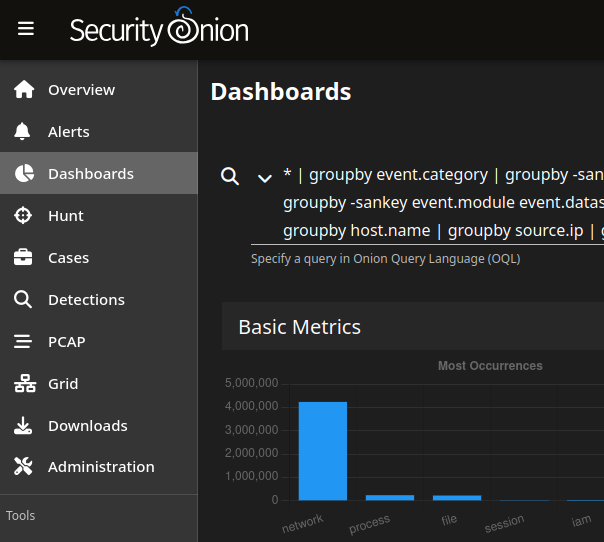 Security Onion
Overview
Alerts
Dashboards
Hunt
Cases
Detections
PCAP
Grid
Downloads
Administration
Tools
Dashboards
* | groupby event.category | groupby -san
groupby -sankey event.module event.datas
groupby host.name | groupby source.ip |
Specify a query in Onion Query Language (OQL)
Basic Metrics
Most Occurrences
5,000,000
4,000,000
3,000,000
2,000,000
1,000,000
0
network
process
file
session
iam